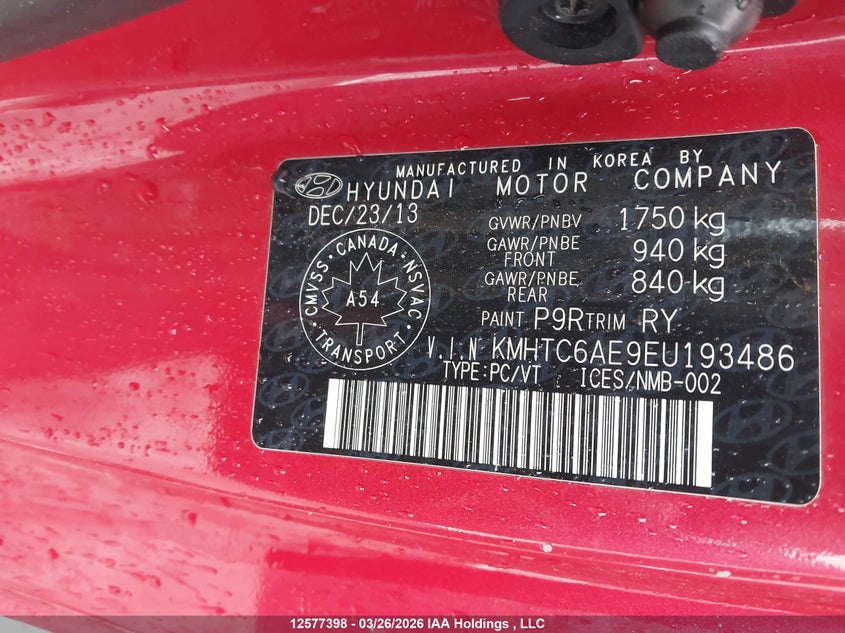 MANUFACTURED IN KOREA BY
HYUNDAI MOTOR COMPANY
DEC/23/13
GVWR/PNBV 1750 kg
GAWR/PNBE FRONT 940 kg
GAWR/PNBE REAR 840 kg
CMVSS · CANADA · NSVAC · TRANSPORT ·
A54
PAINT P9R TRIM RY
V.I.N KMHTC6AE9EU193486
TYPE:PC/VT ICES/NMB-002
12577398 - 03/26/2026 IAA Holdings , LLC